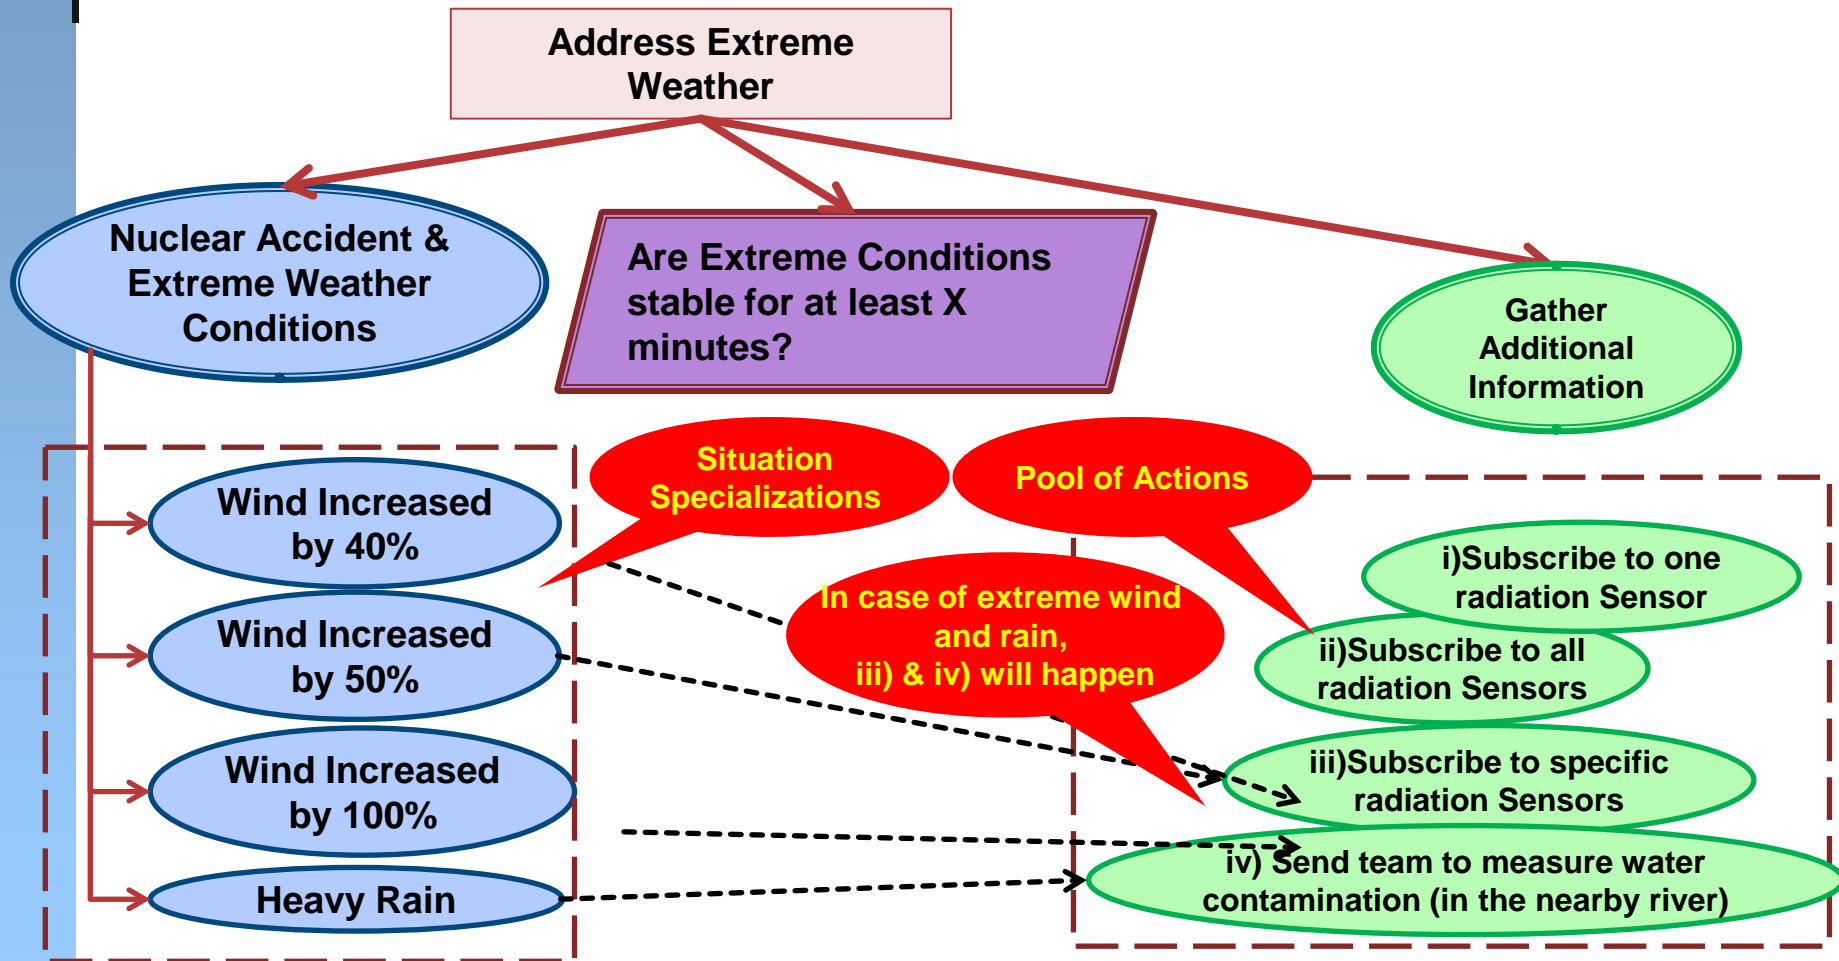 Address Extreme
Weather
Nuclear Accident &
Extreme Weather
Conditions
Are Extreme Conditions
stable for at least X
minutes?
Gather
Additional
Information
Situation
Specializations
Pool of Actions
Wind Increased
by 40%
Wind Increased
by 50%
Wind Increased
by 100%
Heavy Rain
In case of extreme wind
and rain,
iii) & iv) will happen
i)Subscribe to one
radiation Sensor
ii)Subscribe to all
radiation Sensors
iii)Subscribe to specific
radiation Sensors
iv) Send team to measure water
contamination (in the nearby river)